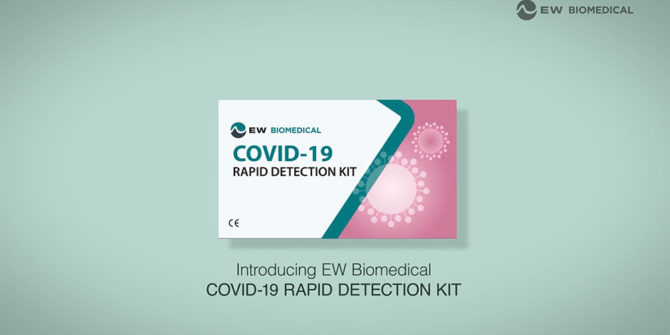 EW BIOMEDICAL
EW BIOMEDICAL
COVID-19
RAPID DETECTION KIT
CE
Introducing EW Biomedical
COVID-19 RAPID DETECTION KIT